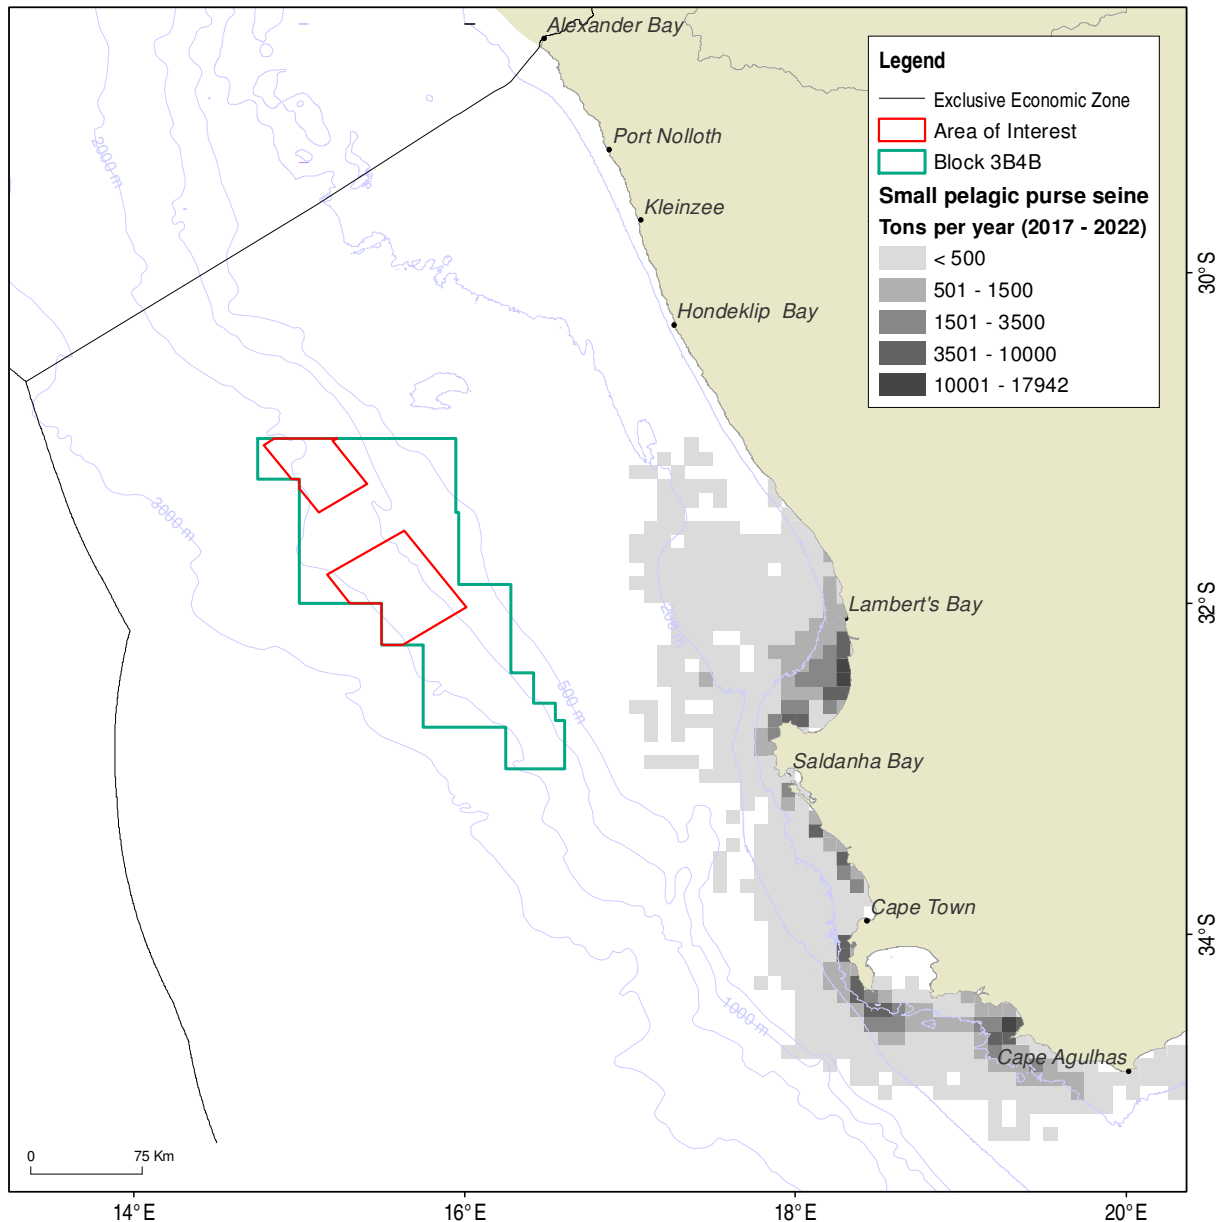 Alexander Bay
Port Nolloth
Kleinzee
Hondeklip Bay
Lambert's Bay
Saldanha Bay
Cape Town
Cape Agulhas
Legend
Exclusive Economic Zone
Area of Interest
Block 3B4B
Small pelagic purse seine
Tons per year (2017 - 2022)
< 500
501 - 1500
1501 - 3500
3501 - 10000
10001 - 17942
2000 m
3000 m
200 m
500 m
1000 m
30°S
32°S
34°S
0 75 Km
14°E 16°E 18°E 20°E